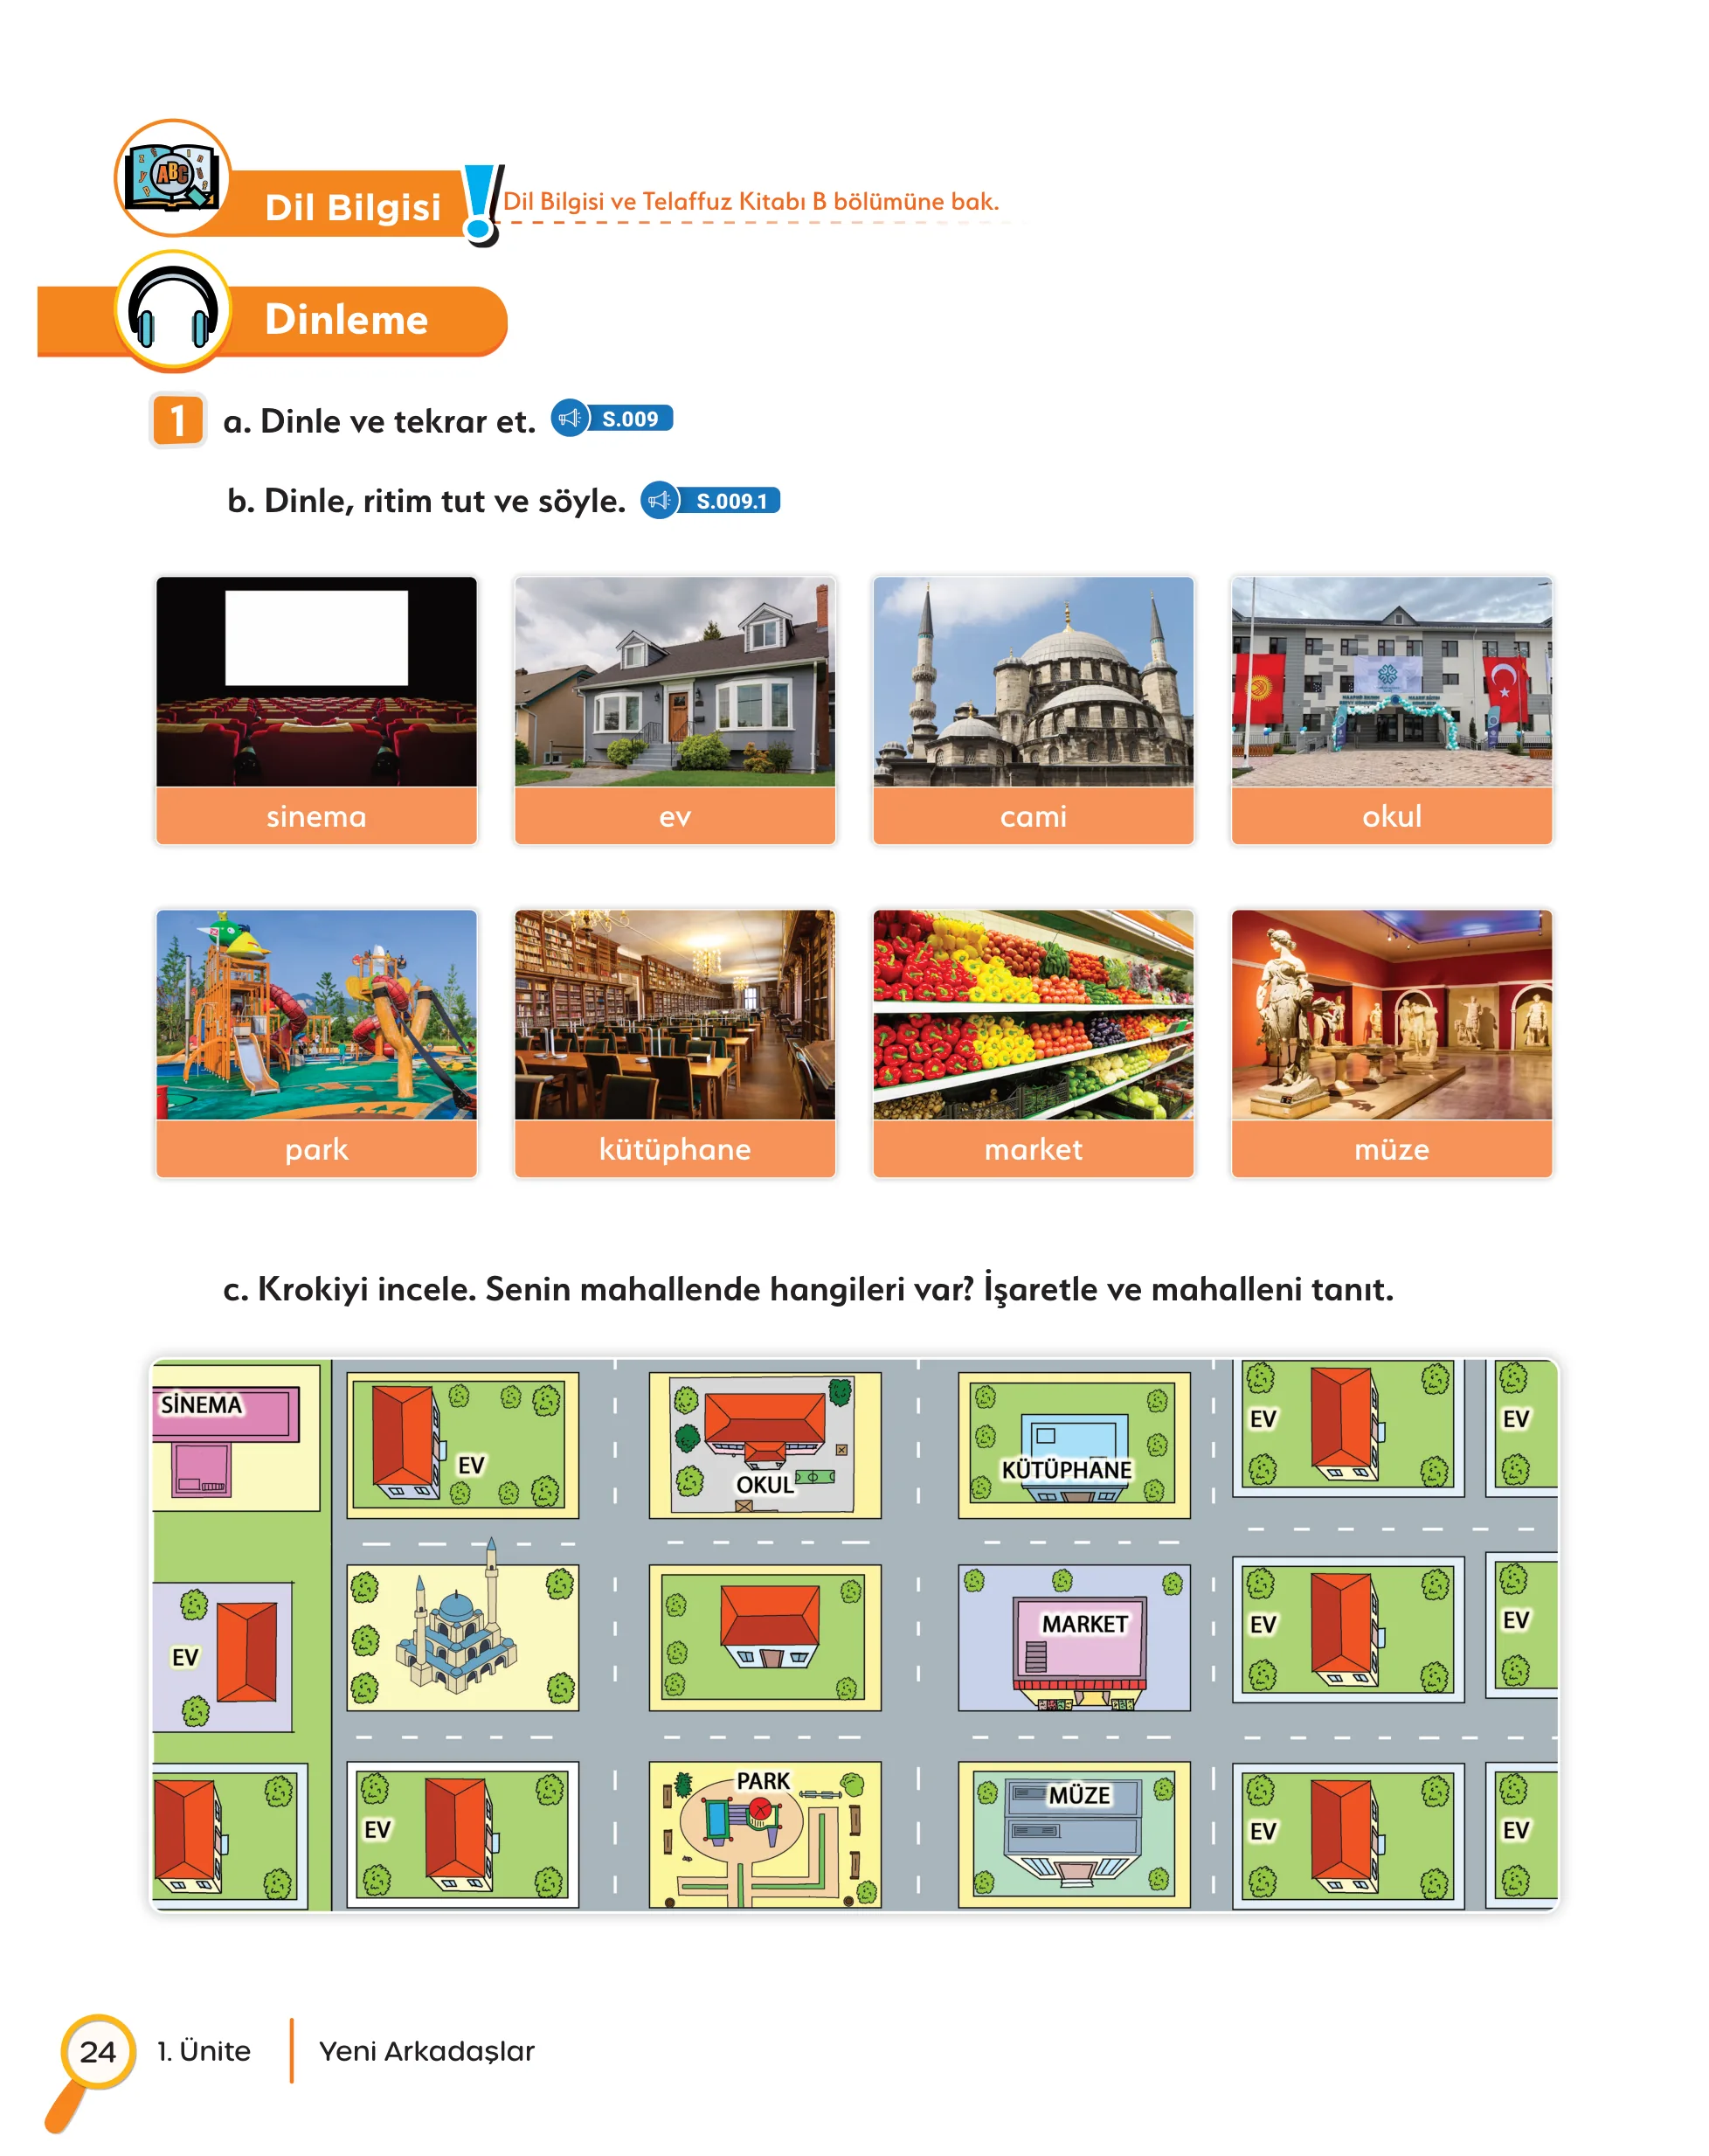 Dil Bilgisi
Dil Bilgisi ve Telaffuz Kitabı B bölümüne bak.
Dinleme
1 a. Dinle ve tekrar et. S.009
b. Dinle, ritim tut ve söyle. S.009.1
sinema ev cami okul
park kütüphane market müze
c. Krokiyi incele. Senin mahallende hangileri var? İşaretle ve mahalleni tanıt.
SİNEMA EV OKUL KÜTÜPHANE EV EV
EV MARKET EV EV
EV PARK MÜZE EV EV
24 1. Ünite Yeni Arkadaşlar